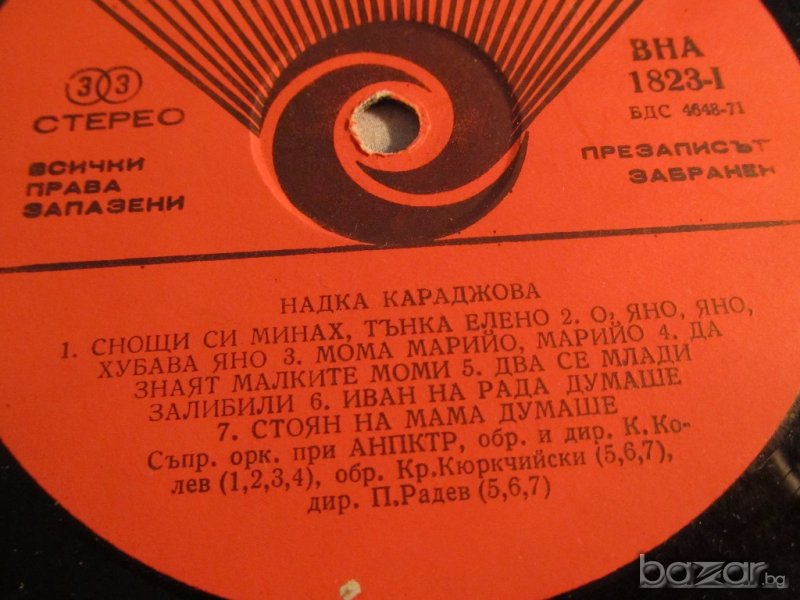 33
СТЕРЕО
ВСИЧКИ
ПРАВА
ЗАПАЗЕНИ
ВНА
1823-I
БДС 4648-71
ПРЕЗАПИСЪТ
ЗАБРАНЕН
НАДКА КАРАДЖОВА
1. СНОЩИ СИ МИНАХ, ТЪНКА ЕЛЕНО 2. О, ЯНО, ЯНО,
ХУБАВА ЯНО 3. МОМА МАРИЙО, МАРИЙО 4. ДА
ЗНАЯТ МАЛКИТЕ МОМИ 5. ДВА СЕ МЛАДИ
ЗАЛИБИЛИ 6. ИВАН НА РАДА ДУМАШЕ
7. СТОЯН НА МАМА ДУМАШЕ
Съпр. орк. при АНПКТР, обр. и дир. К. Ко-
лев (1,2,3,4), обр. Кр.Кюркчийски (5,6,7),
дир. П.Радев (5,6,7)
bazar.bg